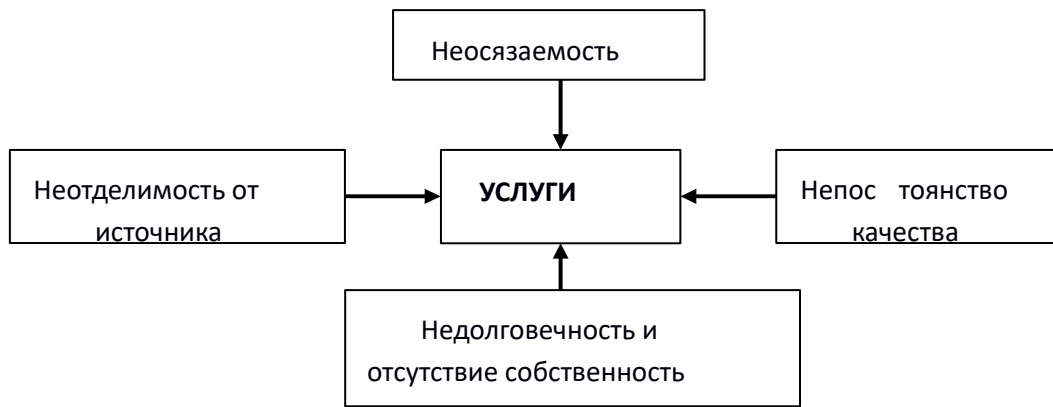 Неосязаемость
Неотделимость от
источника
УСЛУГИ
Непос тоянство
качества
Недолговечность и
отсутствие собственность